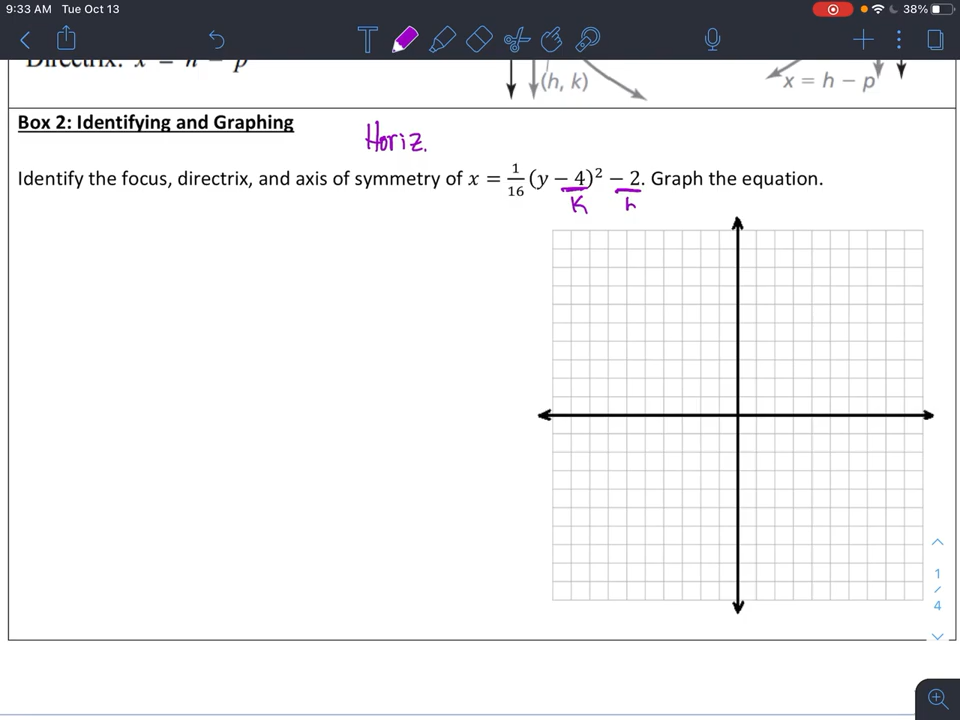 9:33 AM Tue Oct 13
38%
T
Directrix: x = h − p
(h, k)
x = h − p
Box 2: Identifying and Graphing
Horiz.
Identify the focus, directrix, and axis of symmetry of x = 1/16 (y − 4)² − 2. Graph the equation.
K h
1
/
4